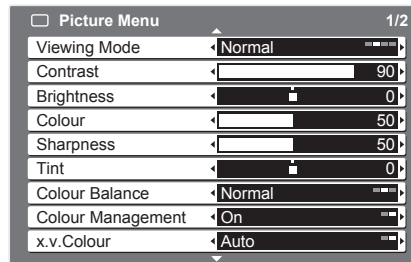 Picture Menu 1/2
Viewing Mode Normal
Contrast 90
Brightness 0
Colour 50
Sharpness 50
Tint 0
Colour Balance Normal
Colour Management On
x.v.Colour Auto